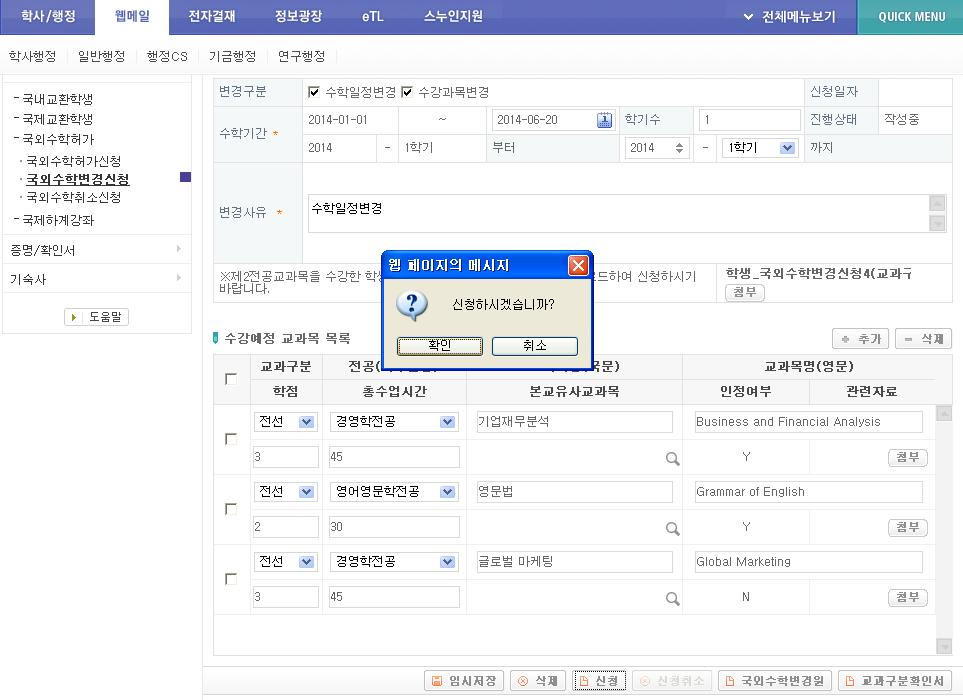 학사/행정 웹메일 전자결재 정보광장 eTL 스누인지원 전체메뉴보기 QUICK MENU
학사행정 일반행정 행정CS 기금행정 연구행정
- 국내교환학생
- 국제교환학생
- 국외수학허가
· 국외수학허가신청
· 국외수학변경신청
· 국외수학취소신청
- 국제하계강좌
증명/확인서
기숙사
도움말
변경구분 수학일정변경 수강과목변경 신청일자
수학기간 * 2014-01-01 ~ 2014-06-20 학기수 1 진행상태 작성중
2014 - 1학기 부터 2014 - 1학기 까지
변경사유 * 수학일정변경
※제2전공교과목을 수강한 학생 드하여 신청하시기
바랍니다.
학생_국외수학변경신청4(교과구
첨부
웹 페이지의 메시지
신청하시겠습니까?
확인 취소
수강예정 교과목 목록 추가 삭제
교과구분 전공( 국문) 교과목명(영문)
학점 총수업시간 본교유사교과목 인정여부 관련자료
전선 경영학전공 기업재무분석 Business and Financial Analysis
3 45 Y 첨부
전선 영어영문학전공 영문법 Grammar of English
2 30 Y 첨부
전선 경영학전공 글로벌 마케팅 Global Marketing
3 45 N 첨부
임시저장 삭제 신청 신청취소 국외수학변경원 교과구분확인서